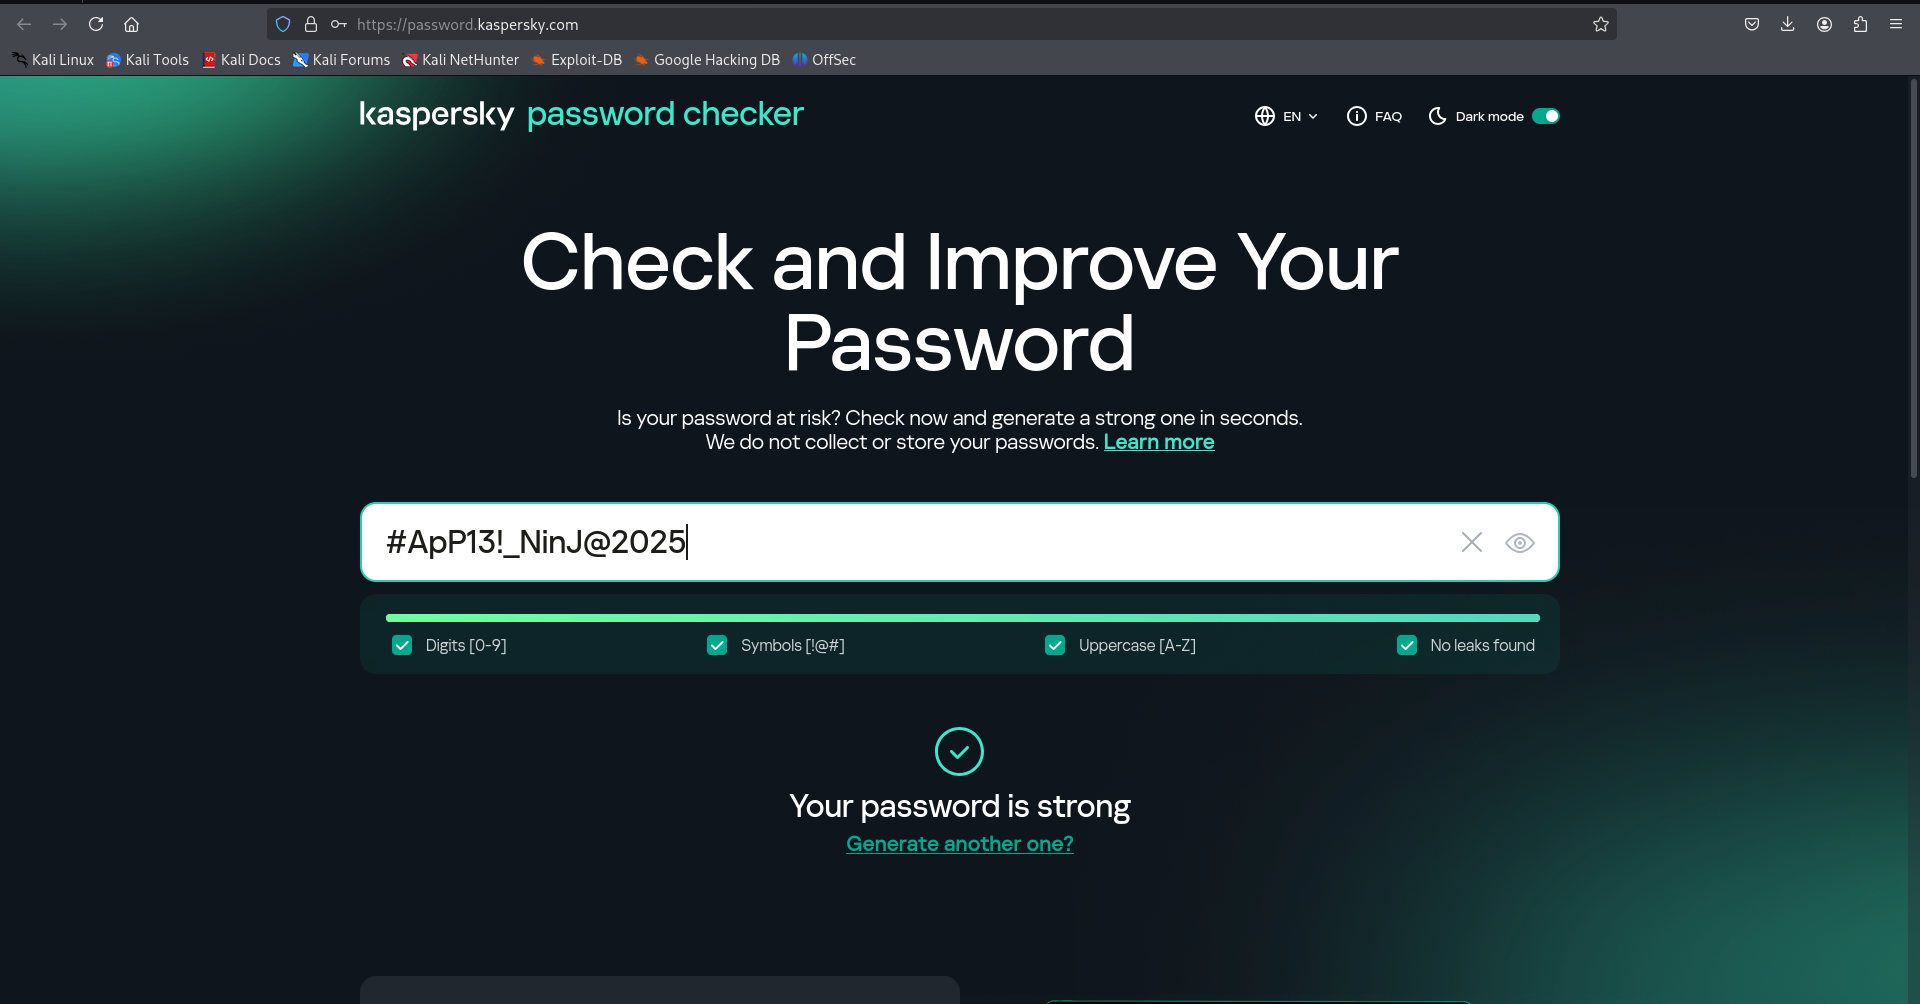 https://password.kaspersky.com
Kali Linux Kali Tools Kali Docs Kali Forums Kali NetHunter Exploit-DB Google Hacking DB OffSec
kaspersky password checker
EN FAQ Dark mode
Check and Improve Your
Password
Is your password at risk? Check now and generate a strong one in seconds.
We do not collect or store your passwords. Learn more
#ApP13!_NinJ@2025
Digits [0-9] Symbols [!@#] Uppercase [A-Z] No leaks found
Your password is strong
Generate another one?